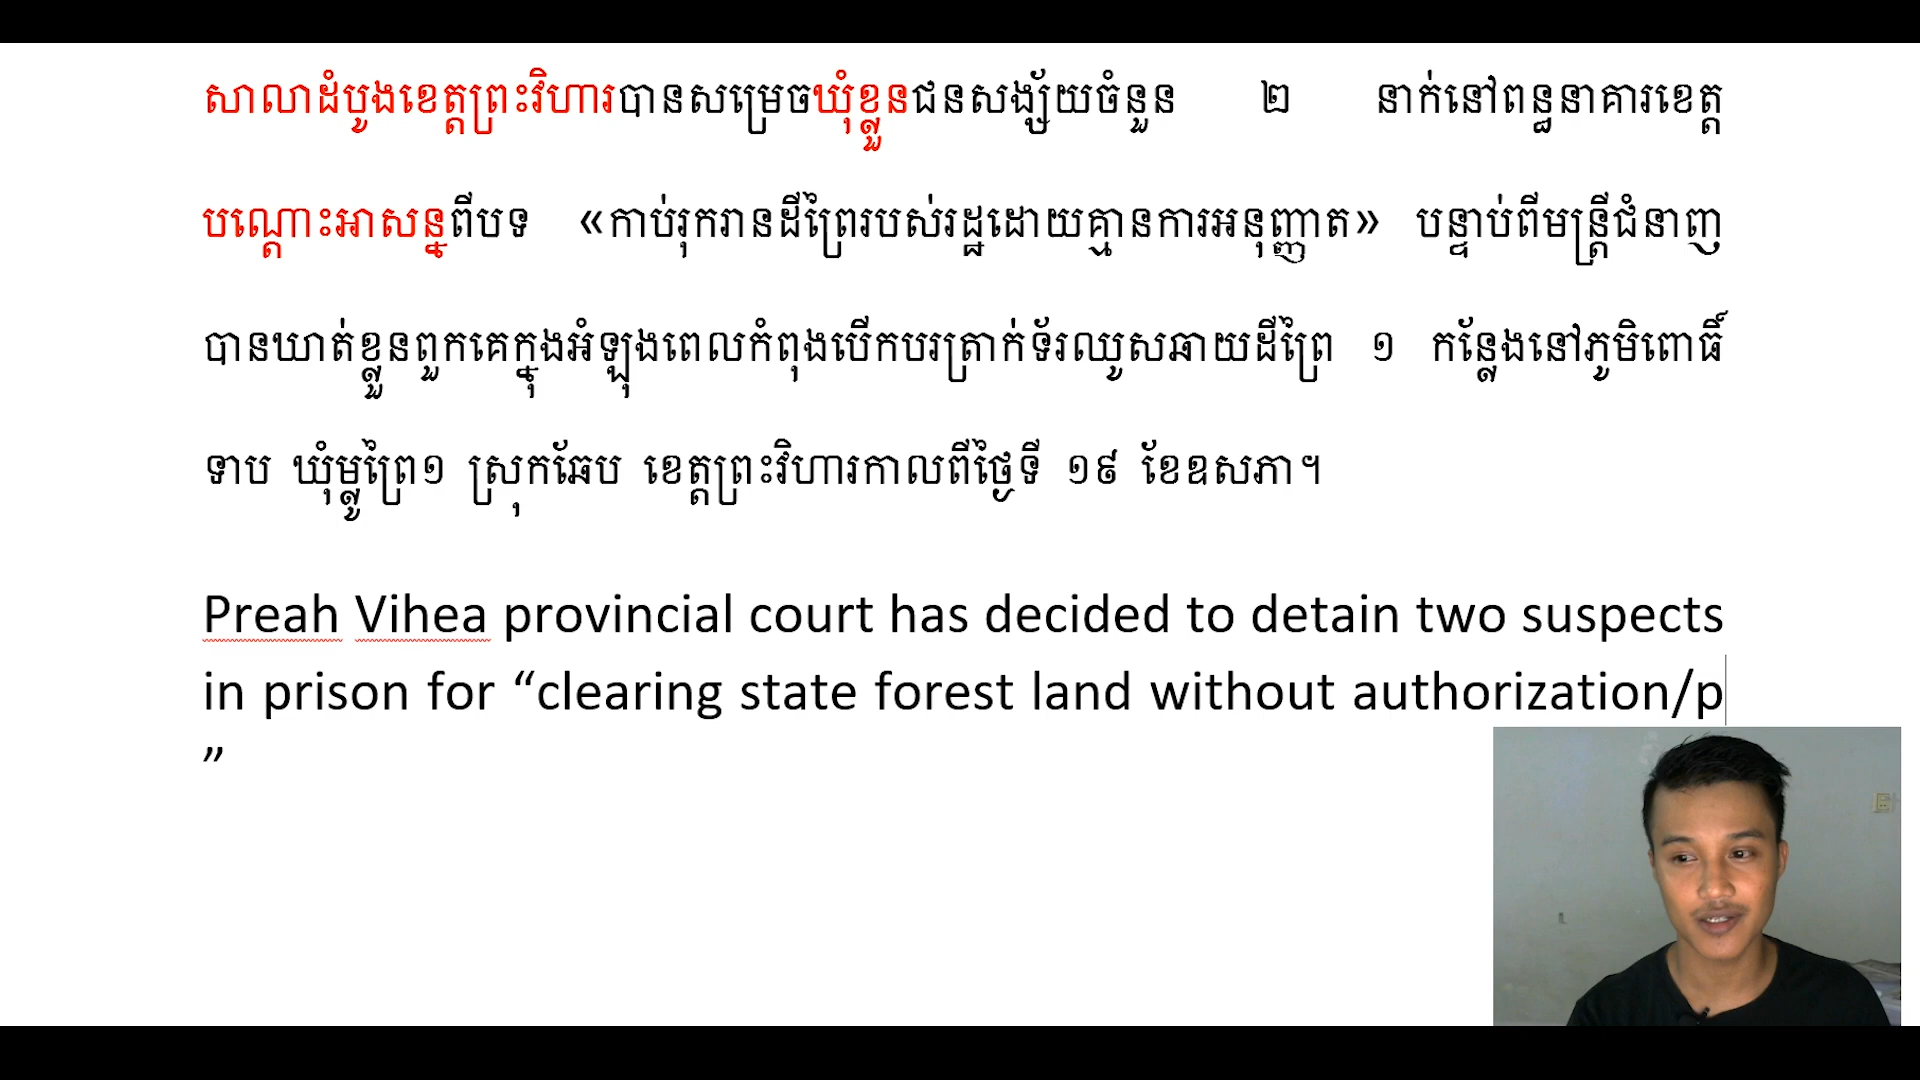 សាលាដំបូងខេត្តព្រះវិហារបានសម្រេចឃុំខ្លួនជនសង្ស័យចំនួន ២ នាក់នៅពន្ធនាគារខេត្ត
បណ្តោះអាសន្នពីបទ «កាប់រុករានដីព្រៃរបស់រដ្ឋដោយគ្មានការអនុញ្ញាត» បន្ទាប់ពីមន្ត្រីជំនាញ
បានឃាត់ខ្លួនពួកគេក្នុងអំឡុងពេលកំពុងបើកបរត្រាក់ទ័រឈូសឆាយដីព្រៃ ១ កន្លែងនៅភូមិពោធិ៍
ទាប ឃុំម្លូព្រៃ១ ស្រុកឆែប ខេត្តព្រះវិហារកាលពីថ្ងៃទី ១៩ ខែឧសភា។
Preah Vihea provincial court has decided to detain two suspects
in prison for “clearing state forest land without authorization/p
”